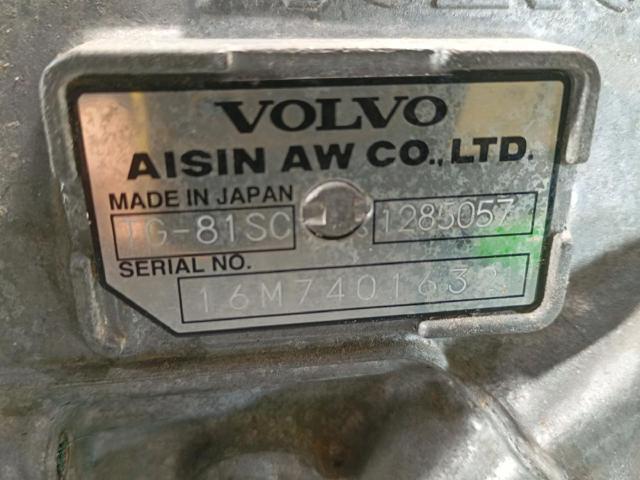 VOLVO
AISIN AW CO., LTD.
MADE IN JAPAN
TG-81SC 1285057
SERIAL NO.